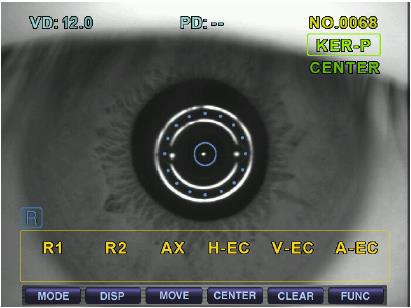 VD: 12.0 PD: -- NO.0068
KER-P
CENTER
R
R1 R2 AX H-EC V-EC A-EC
MODE DISP MOVE CENTER CLEAR FUNC